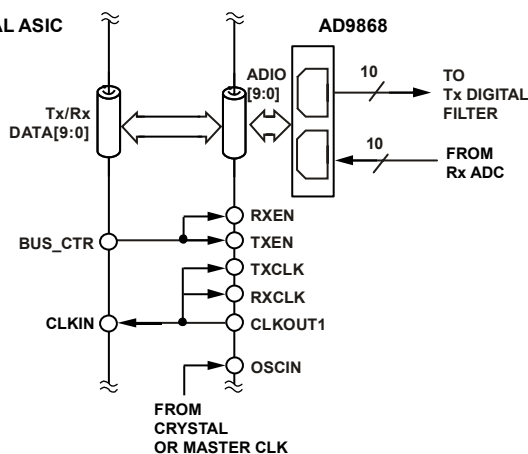 AL ASIC
AD9868
ADIO
[9:0]
Tx/Rx
DATA[9:0]
10
TO
Tx DIGITAL
FILTER
10
FROM
Rx ADC
RXEN
BUS_CTR
TXEN
TXCLK
RXCLK
CLKIN
CLKOUT1
OSCIN
FROM
CRYSTAL
OR MASTER CLK